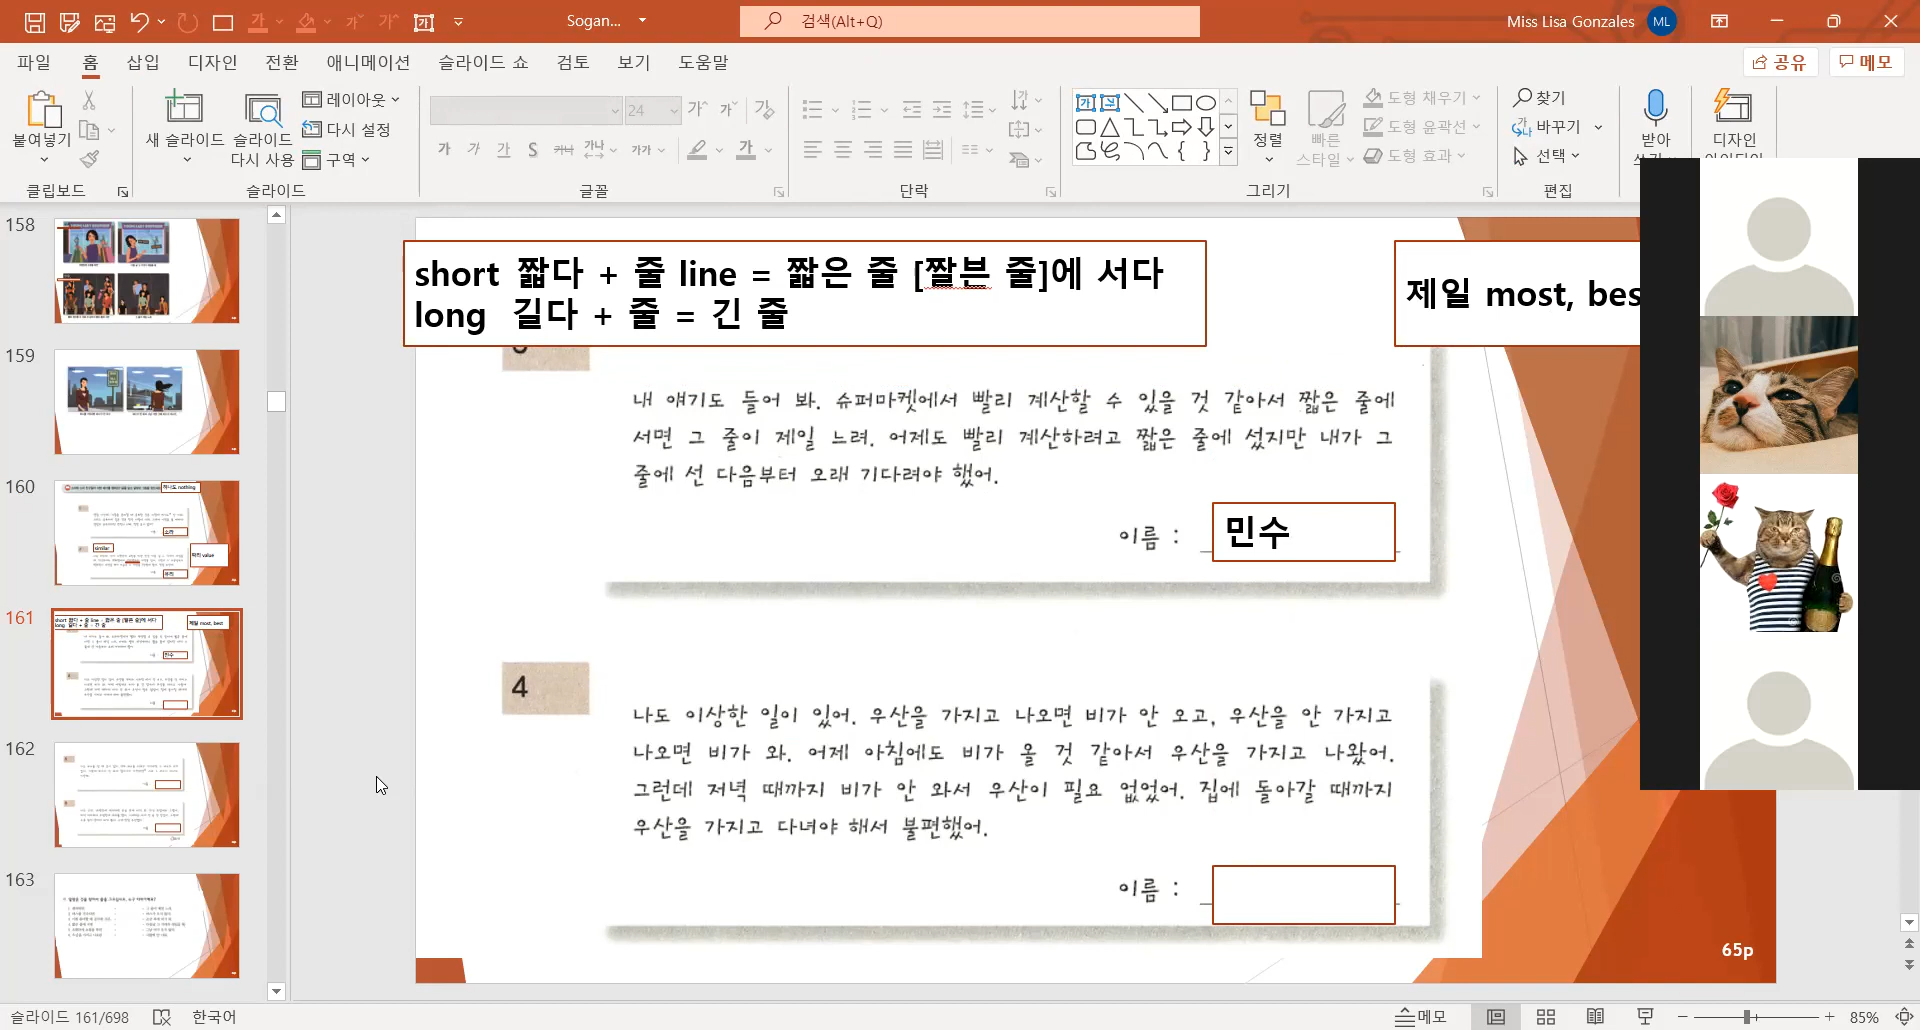 Sogan...
검색(Alt+Q)
Miss Lisa Gonzales
ML
파일 홈 삽입 디자인 전환 애니메이션 슬라이드 쇼 검토 보기 도움말
공유 메모
붙여넣기
클립보드
새 슬라이드
슬라이드 다시 사용
레이아웃
다시 설정
구역
슬라이드
24
글꼴
단락
정렬
빠른 스타일
도형 채우기
도형 윤곽선
도형 효과
그리기
찾기
바꾸기
선택
편집
받아
디자인
158
159
160
161
162
163
short 짧다 + 줄 line = 짧은 줄 [짤븐 줄]에 서다
long 길다 + 줄 = 긴 줄
제일 most, bes
내 얘기도 들어 봐. 슈퍼마켓에서 빨리 계산할 수 있을 것 같아서 짧은 줄에
서면 그 줄이 제일 느려. 어제도 빨리 계산하려고 짧은 줄에 섰지만 내가 그
줄에 선 다음부터 오래 기다려야 했어.
이름 : 민수
4
나도 이상한 일이 있어. 우산을 가지고 나오면 비가 안 오고, 우산을 안 가지고
나오면 비가 와. 어제 아침에도 비가 올 것 같아서 우산을 가지고 나왔어.
그런데 저녁 때까지 비가 안 와서 우산이 필요 없었어. 집에 돌아갈 때까지
우산을 가지고 다녀야 해서 불편했어.
이름 :
65p
슬라이드 161/698 한국어
메모
85%